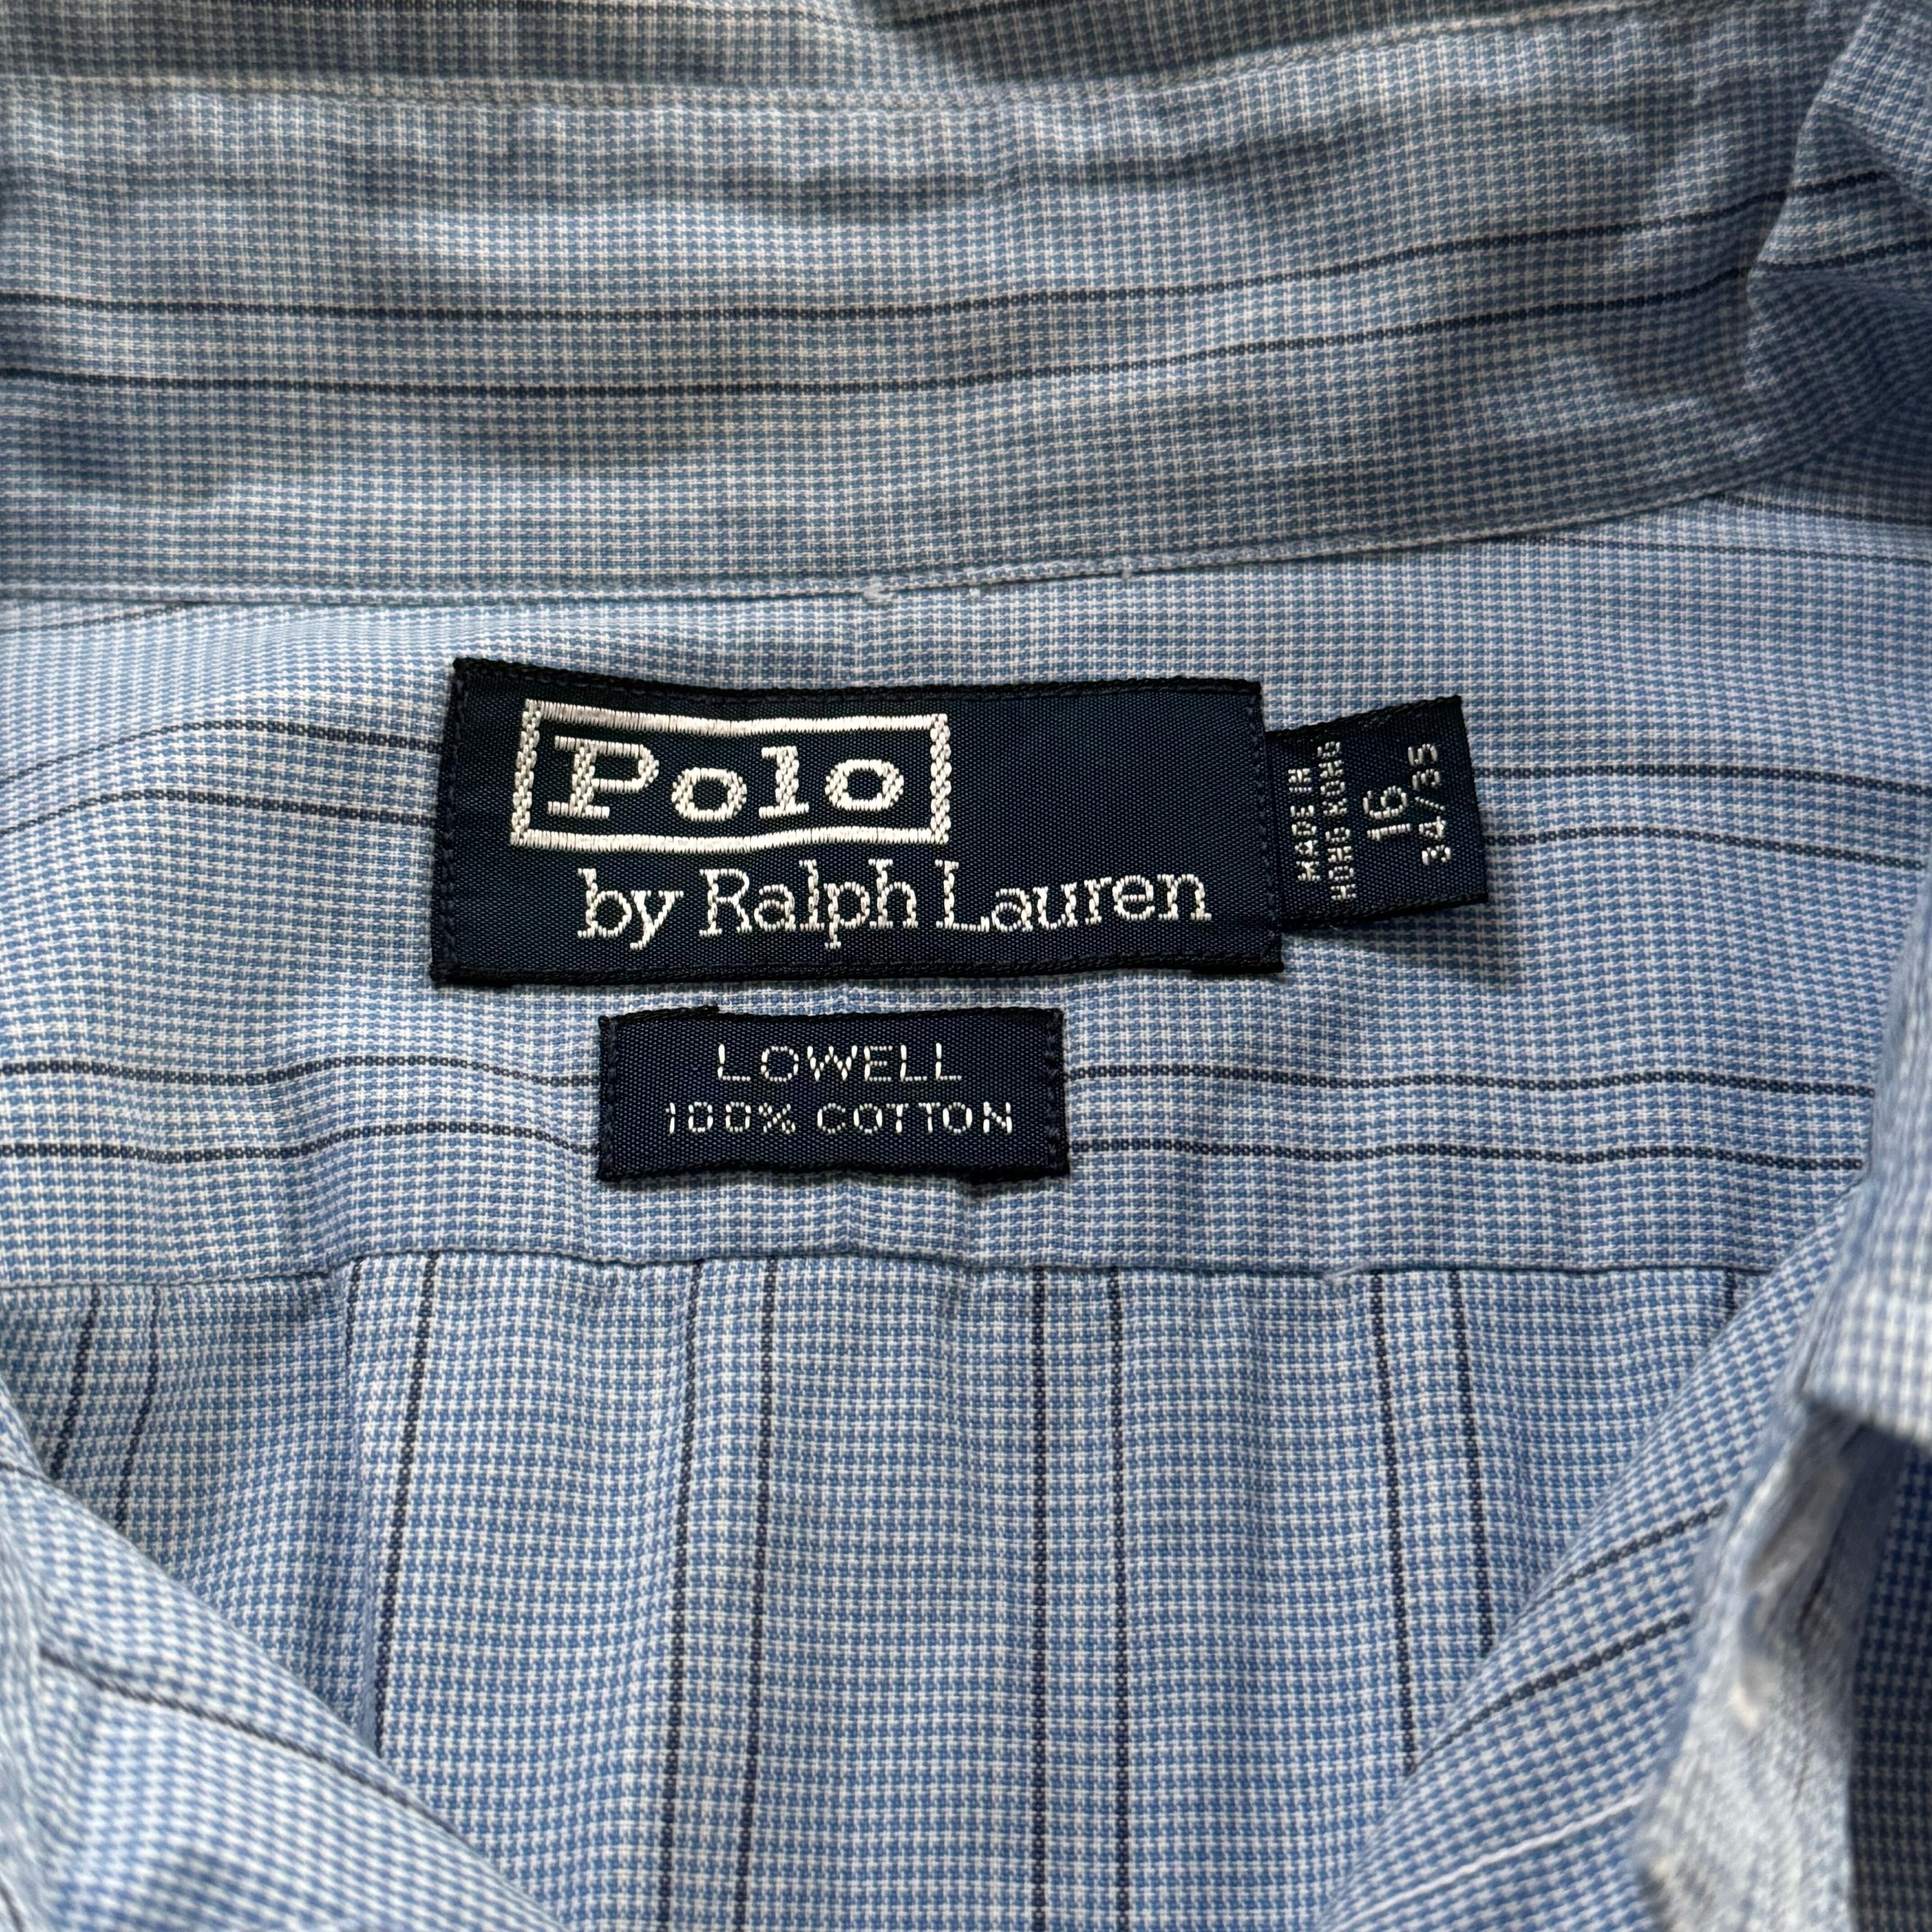 Polo
by Ralph Lauren
MADE IN
HONG KONG
16
34/35
LOWELL
100% COTTON